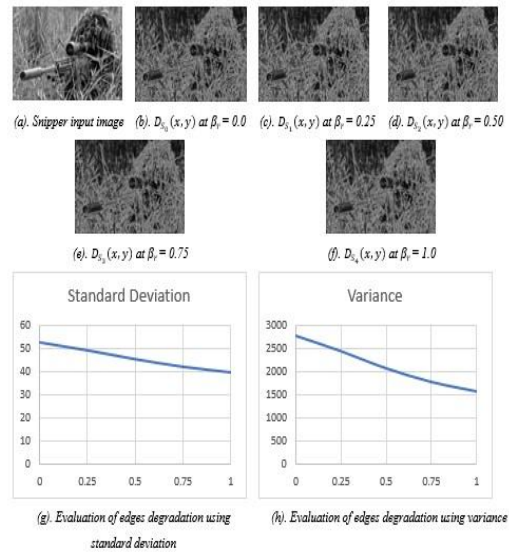 (a). Snipper input image (b). D_{S_0}(x, y) at β_r = 0.0 (c). D_{S_1}(x, y) at β_r = 0.25 (d). D_{S_2}(x, y) at β_r = 0.50
(e). D_{S_3}(x, y) at β_r = 0.75 (f). D_{S_4}(x, y) at β_r = 1.0
Standard Deviation
60
50
40
30
20
10
0
0 0.25 0.5 0.75 1
Variance
3000
2500
2000
1500
1000
500
0
0 0.25 0.5 0.75 1
(g). Evaluation of edges degradation using
standard deviation
(h). Evaluation of edges degradation using variance